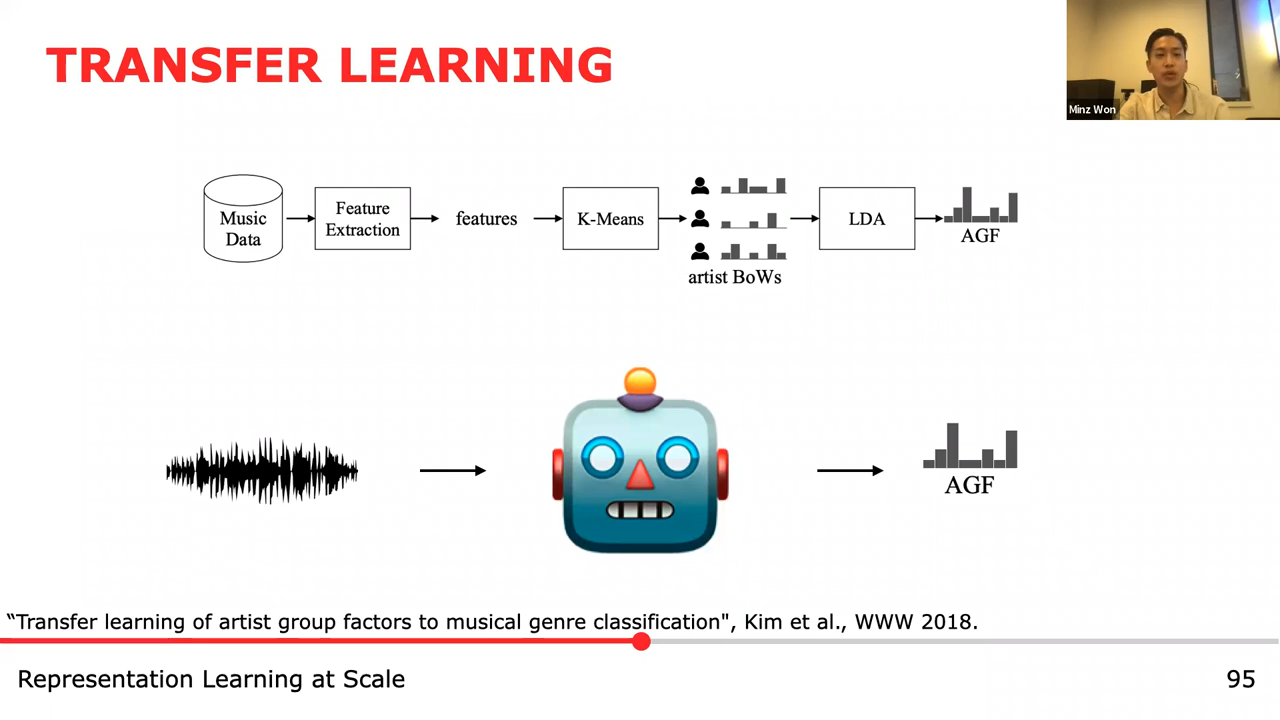 TRANSFER LEARNING
Minz Won
Music
Data
Feature
Extraction
features
K-Means
artist BoWs
LDA
AGF
AGF
“Transfer learning of artist group factors to musical genre classification", Kim et al., WWW 2018.
Representation Learning at Scale
95